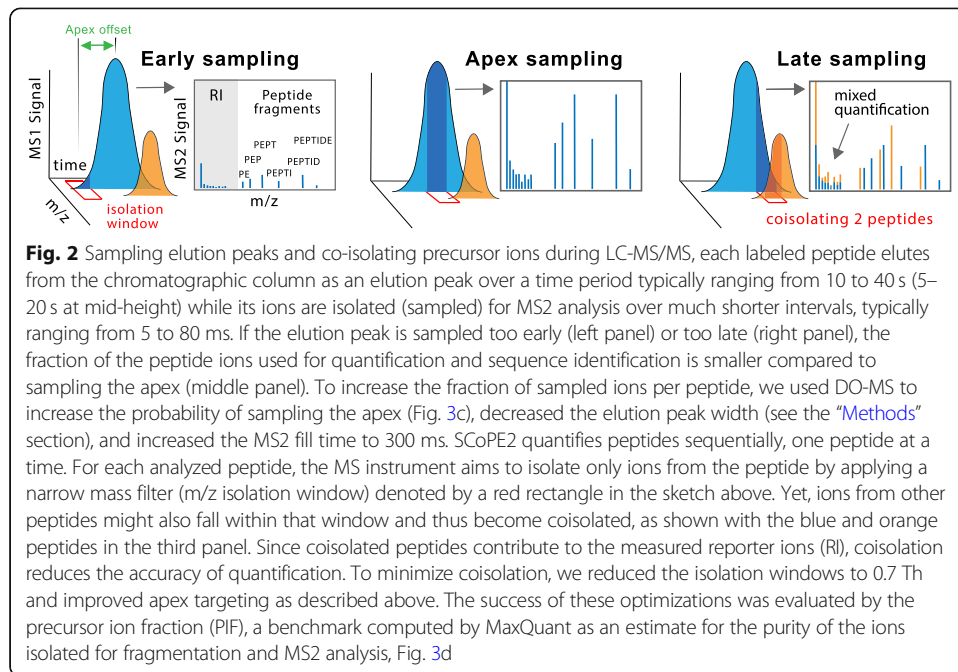 Apex offset
Early sampling
Apex sampling
Late sampling
MS1 Signal
time
m/z
isolation
window
MS2 Signal
RI
Peptide
fragments
PEPT
PEPTIDE
PEP
PEPTID
PE
PEPTI
m/z
mixed
quantification
coisolating 2 peptides
Fig. 2 Sampling elution peaks and co-isolating precursor ions during LC-MS/MS, each labeled peptide elutes
from the chromatographic column as an elution peak over a time period typically ranging from 10 to 40 s (5–
20 s at mid-height) while its ions are isolated (sampled) for MS2 analysis over much shorter intervals, typically
ranging from 5 to 80 ms. If the elution peak is sampled too early (left panel) or too late (right panel), the
fraction of the peptide ions used for quantification and sequence identification is smaller compared to
sampling the apex (middle panel). To increase the fraction of sampled ions per peptide, we used DO-MS to
increase the probability of sampling the apex (Fig. 3c), decreased the elution peak width (see the “Methods”
section), and increased the MS2 fill time to 300 ms. SCoPE2 quantifies peptides sequentially, one peptide at a
time. For each analyzed peptide, the MS instrument aims to isolate only ions from the peptide by applying a
narrow mass filter (m/z isolation window) denoted by a red rectangle in the sketch above. Yet, ions from other
peptides might also fall within that window and thus become coisolated, as shown with the blue and orange
peptides in the third panel. Since coisolated peptides contribute to the measured reporter ions (RI), coisolation
reduces the accuracy of quantification. To minimize coisolation, we reduced the isolation windows to 0.7 Th
and improved apex targeting as described above. The success of these optimizations was evaluated by the
precursor ion fraction (PIF), a benchmark computed by MaxQuant as an estimate for the purity of the ions
isolated for fragmentation and MS2 analysis, Fig. 3d